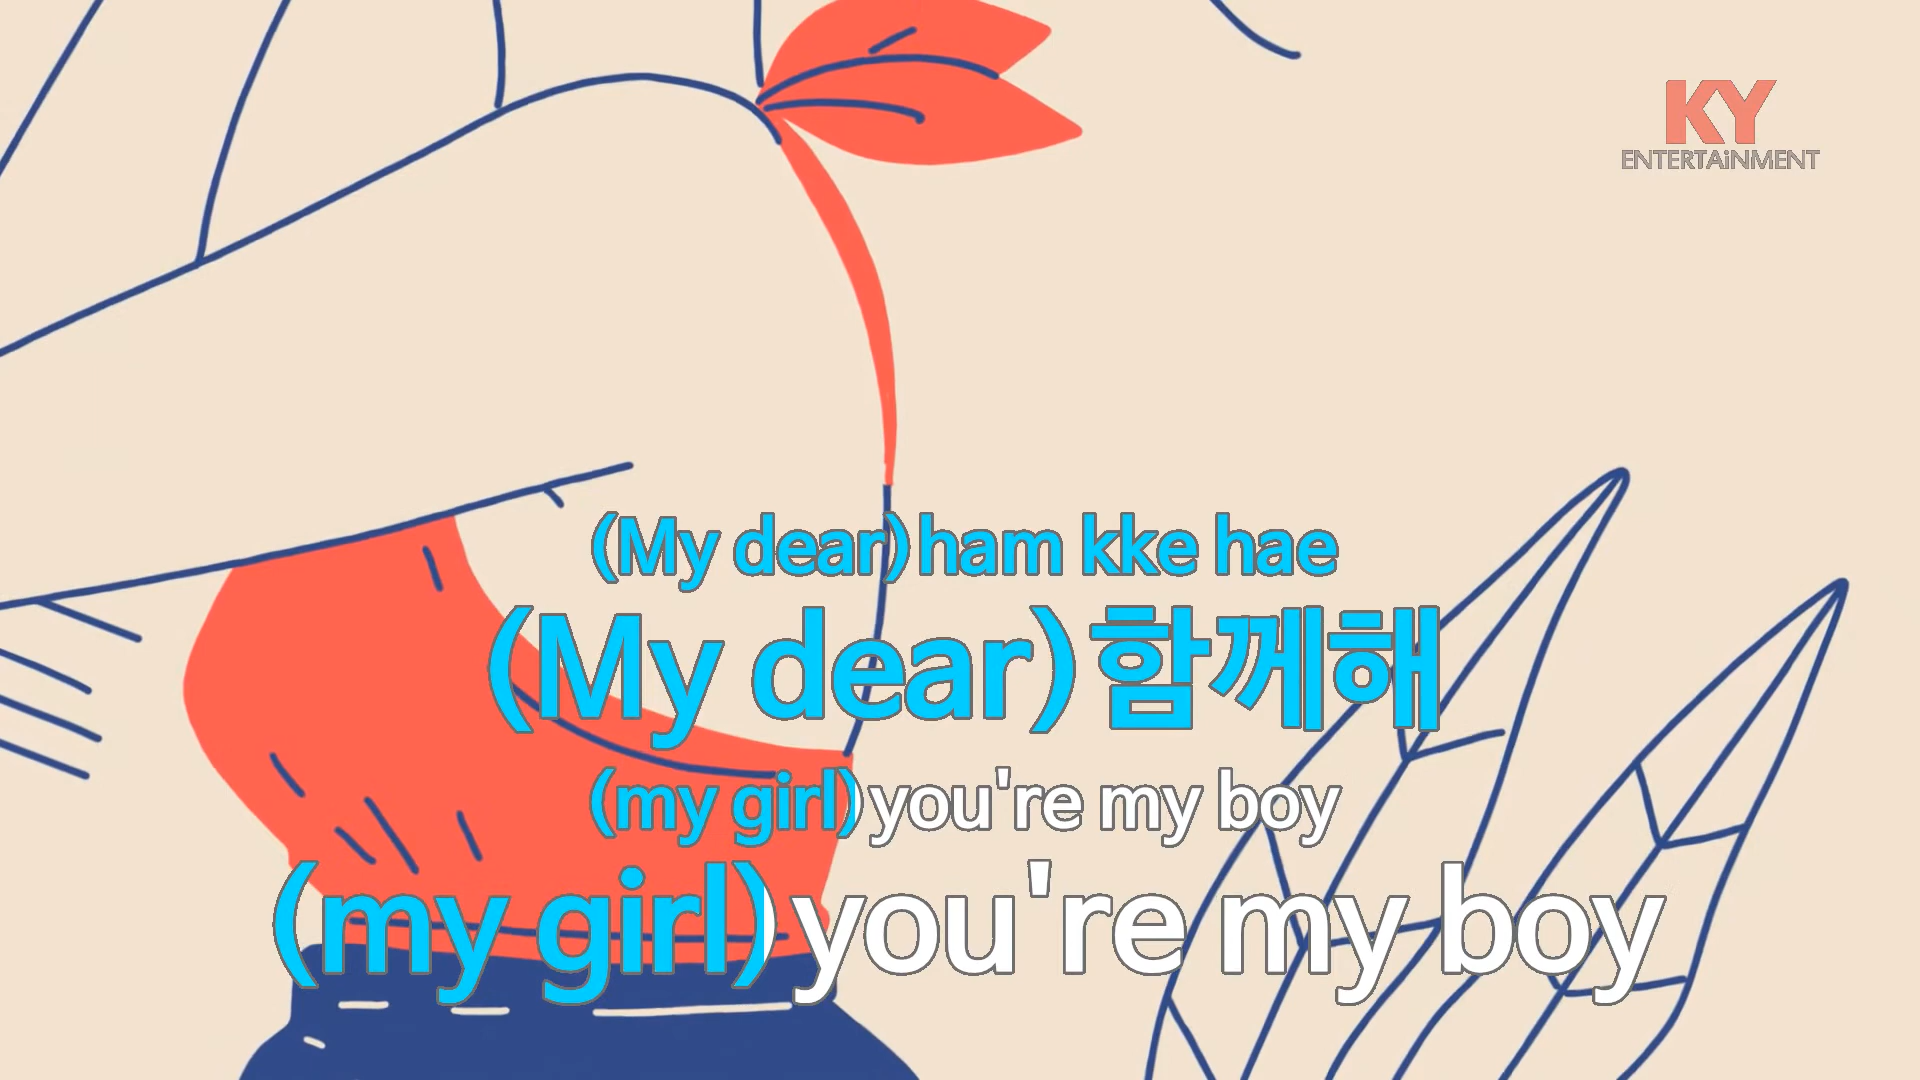 KY
ENTERTAiNMENT
(My dear)ham kke hae
(My dear)함께해
(my girl)you're my boy
(my girl)you're my boy